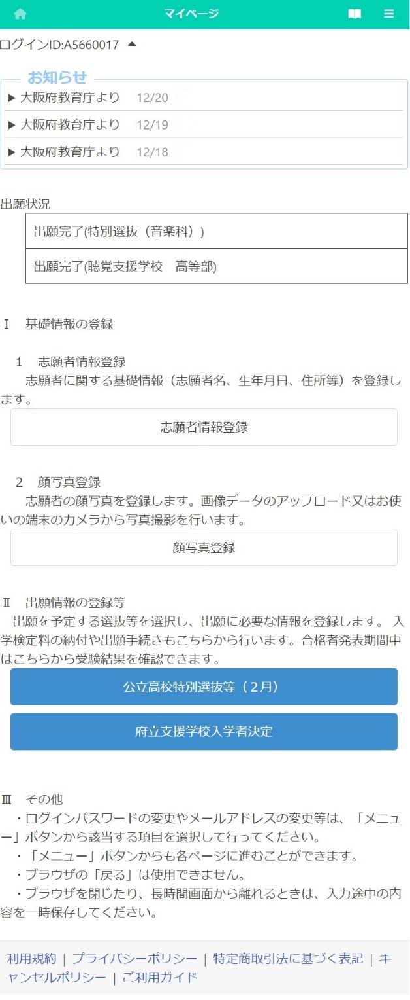 マイページ
ログインID:A5660017
お知らせ
▶ 大阪府教育庁より 12/20
▶ 大阪府教育庁より 12/19
▶ 大阪府教育庁より 12/18
出願状況
出願完了(特別選抜（音楽科）)
出願完了(聴覚支援学校　高等部)
Ⅰ　基礎情報の登録
1　志願者情報登録
志願者に関する基礎情報（志願者名、生年月日、住所等）を登録し
ます。
志願者情報登録
2　顔写真登録
志願者の顔写真を登録します。画像データのアップロード又はお使
いの端末のカメラから写真撮影を行います。
顔写真登録
Ⅱ　出願情報の登録等
出願を予定する選抜等を選択し、出願に必要な情報を登録します。 入
学検定料の納付や出願手続きもこちらから行います。合格者発表期間中
はこちらから受験結果を確認できます。
公立高校特別選抜等（２月）
府立支援学校入学者決定
Ⅲ　その他
・ログインパスワードの変更やメールアドレスの変更等は、「メニュ
ー」ボタンから該当する項目を選択して行ってください。
・「メニュー」ボタンからも各ページに進むことができます。
・ブラウザの「戻る」は使用できません。
・ブラウザを閉じたり、長時間画面から離れるときは、入力途中の内
容を一時保存してください。
利用規約 | プライバシーポリシー | 特定商取引法に基づく表記 | キ
ャンセルポリシー | ご利用ガイド